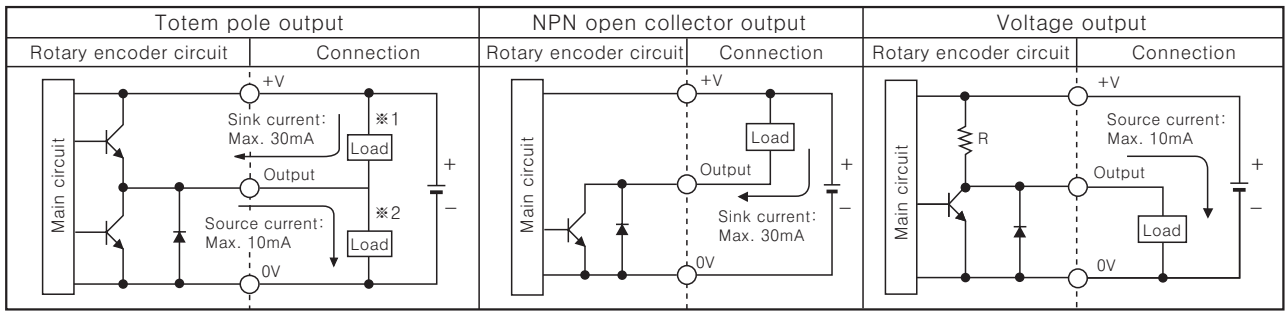 Totem pole output
Rotary encoder circuit
Connection
Main circuit
+V
Sink current:
Max. 30mA
※1
Load
Output
+
−
※2
Source current:
Max. 10mA
Load
0V
NPN open collector output
Rotary encoder circuit
Connection
Main circuit
+V
Load
Output
+
−
Sink current:
Max. 30mA
0V
Voltage output
Rotary encoder circuit
Connection
Main circuit
+V
R
Source current:
Max. 10mA
Output
+
−
Load
0V